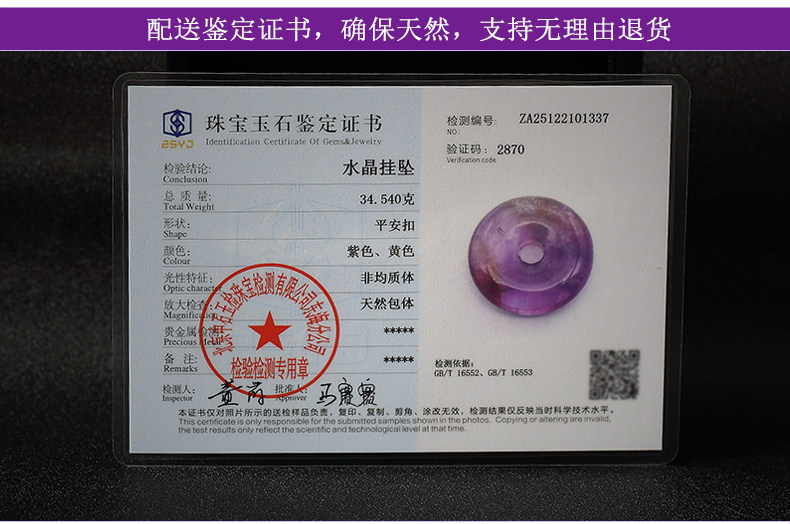 配送鉴定证书，确保天然，支持无理由退货
ZSYJ
珠宝玉石鉴定证书
Identification Certificate Of Gems&Jewelry
检验结论: 水晶挂坠
Conclusion
总 质 量: 34.540克
Total Weight
形状: 平安扣
Shape
颜色: 紫色、黄色
Colour
光性特征: 非均质体
Optic character
放大检查: 天然包体
Magnification
贵金属检测: *****
Precious Metal
备 注: *****
Remarks
检测人: 批准人:
Inspector Approver
检验检测专用章
检测编号: ZA25122101337
NO:
验证码: 2870
Verification code
检测依据:
GB/T 16552、GB/T 16553
本证书仅对照片所示的送检样品负责，复印、复制、剪角、涂改无效，检测结果仅反映当时科学技术水平。
This certificate is only responsible for the submitted samples shown in the photos. Copying or altering are invalid,
the test results only reflect the scientific and technological level at that time.